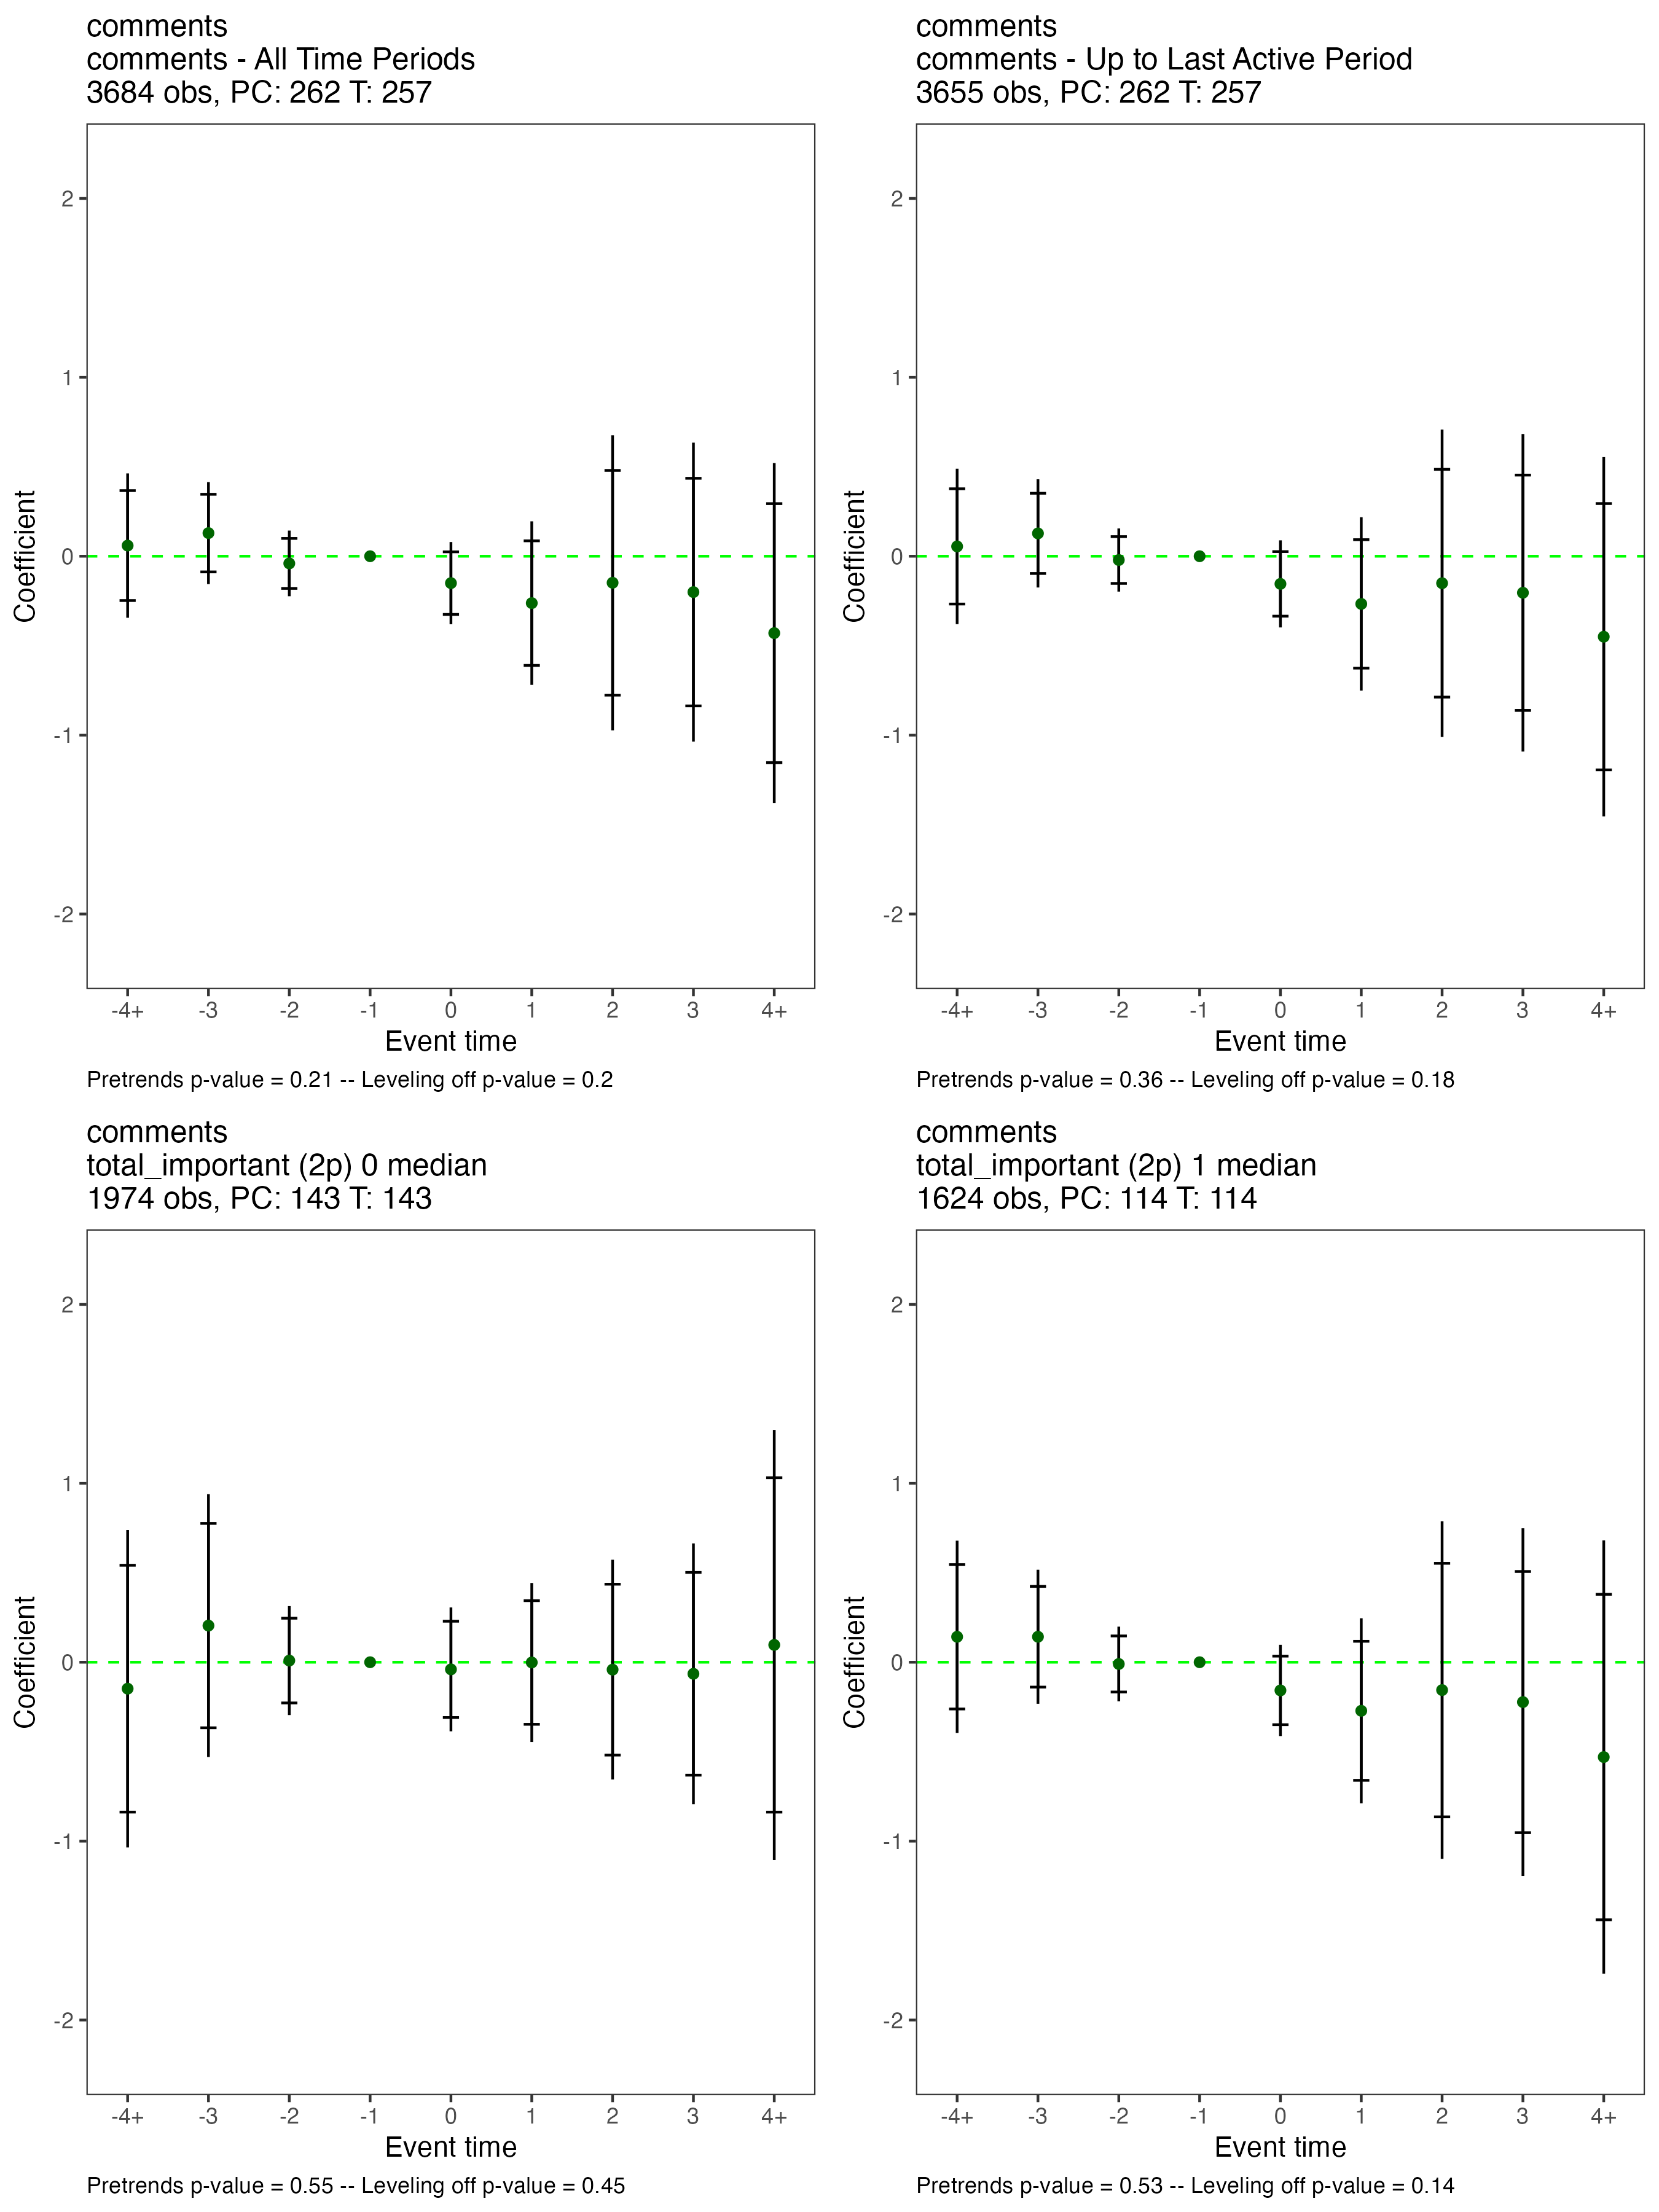 comments
comments - All Time Periods
3684 obs, PC: 262 T: 257
2
1
0
-1
-2
Coefficient
-4+ -3 -2 -1 0 1 2 3 4+
Event time
Pretrends p-value = 0.21 -- Leveling off p-value = 0.2
comments
comments - Up to Last Active Period
3655 obs, PC: 262 T: 257
2
1
0
-1
-2
Coefficient
-4+ -3 -2 -1 0 1 2 3 4+
Event time
Pretrends p-value = 0.36 -- Leveling off p-value = 0.18
comments
total_important (2p) 0 median
1974 obs, PC: 143 T: 143
2
1
0
-1
-2
Coefficient
-4+ -3 -2 -1 0 1 2 3 4+
Event time
Pretrends p-value = 0.55 -- Leveling off p-value = 0.45
comments
total_important (2p) 1 median
1624 obs, PC: 114 T: 114
2
1
0
-1
-2
Coefficient
-4+ -3 -2 -1 0 1 2 3 4+
Event time
Pretrends p-value = 0.53 -- Leveling off p-value = 0.14